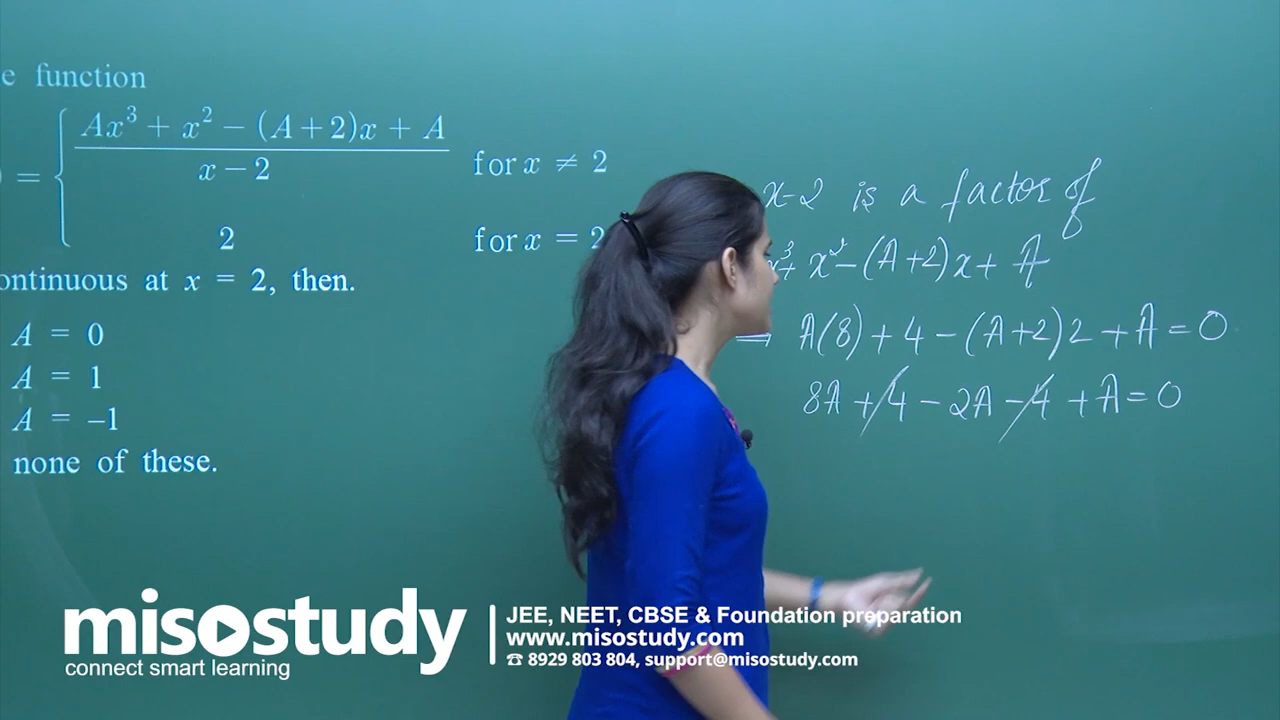 e function
= { Ax³ + x² – (A+2)x + A
x – 2
for x ≠ 2
2 for x = 2
ontinuous at x = 2, then.
A = 0
A = 1
A = –1
none of these.
x-2 is a factor of
x³+ x² – (A+2)x + A
⇒ A(8) + 4 – (A+2)2 + A = 0
8A + 4 – 2A – 4 + A = 0
misostudy
connect smart learning
JEE, NEET, CBSE & Foundation preparation
www.misostudy.com
☎ 8929 803 804, support@misostudy.com